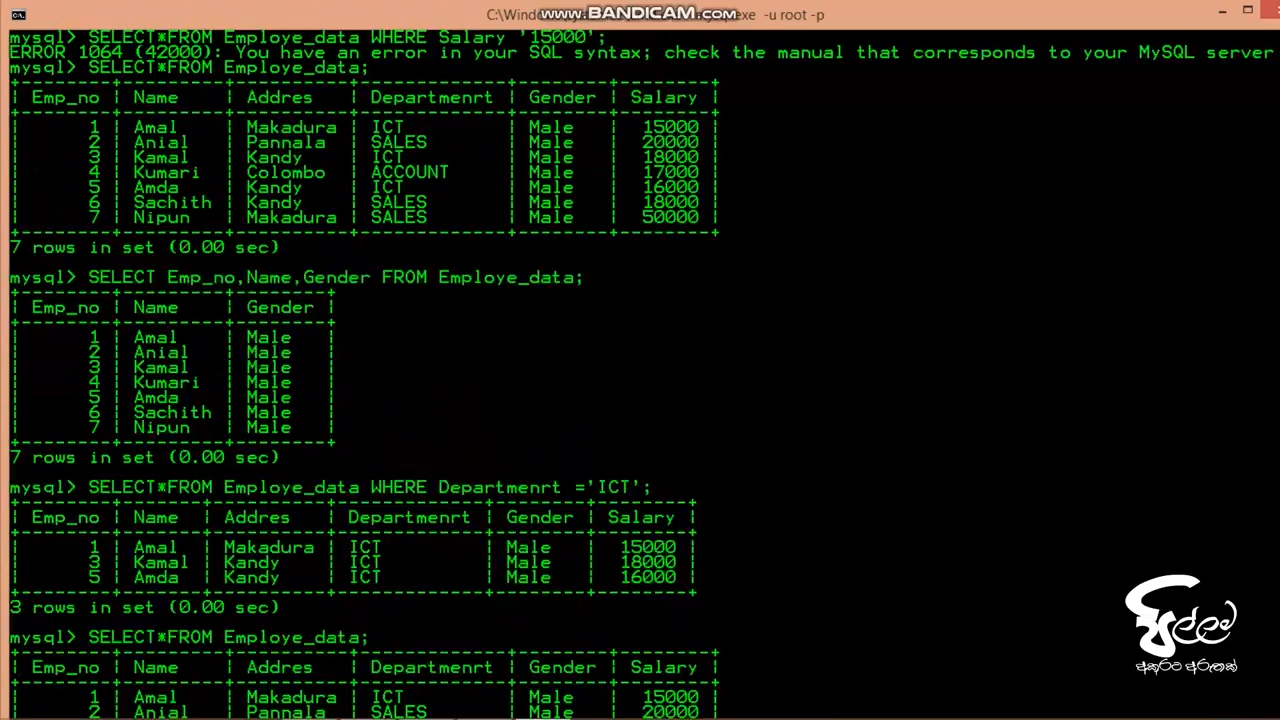 C:\Wind
www.BANDICAM.com
exe -u root -p
mysql> SELECT*FROM Employe_data WHERE Salary '15000';
ERROR 1064 (42000): You have an error in your SQL syntax; check the manual that corresponds to your MySQL server
mysql> SELECT*FROM Employe_data;
Emp_no | Name | Addres | Departmenrt | Gender | Salary
1 | Amal | Makadura | ICT | Male | 15000
2 | Anial | Pannala | SALES | Male | 20000
3 | Kamal | Kandy | ICT | Male | 18000
4 | Kumari | Colombo | ACCOUNT | Male | 17000
5 | Amda | Kandy | ICT | Male | 16000
6 | Sachith | Kandy | SALES | Male | 18000
7 | Nipun | Makadura | SALES | Male | 50000
7 rows in set (0.00 sec)
mysql> SELECT Emp_no,Name,Gender FROM Employe_data;
Emp_no | Name | Gender
1 | Amal | Male
2 | Anial | Male
3 | Kamal | Male
4 | Kumari | Male
5 | Amda | Male
6 | Sachith | Male
7 | Nipun | Male
7 rows in set (0.00 sec)
mysql> SELECT*FROM Employe_data WHERE Departmenrt ='ICT';
Emp_no | Name | Addres | Departmenrt | Gender | Salary
1 | Amal | Makadura | ICT | Male | 15000
3 | Kamal | Kandy | ICT | Male | 18000
5 | Amda | Kandy | ICT | Male | 16000
3 rows in set (0.00 sec)
mysql> SELECT*FROM Employe_data;
Emp_no | Name | Addres | Departmenrt | Gender | Salary
1 | Amal | Makadura | ICT | Male | 15000
2 | Anial | Pannala | SALES | Male | 20000